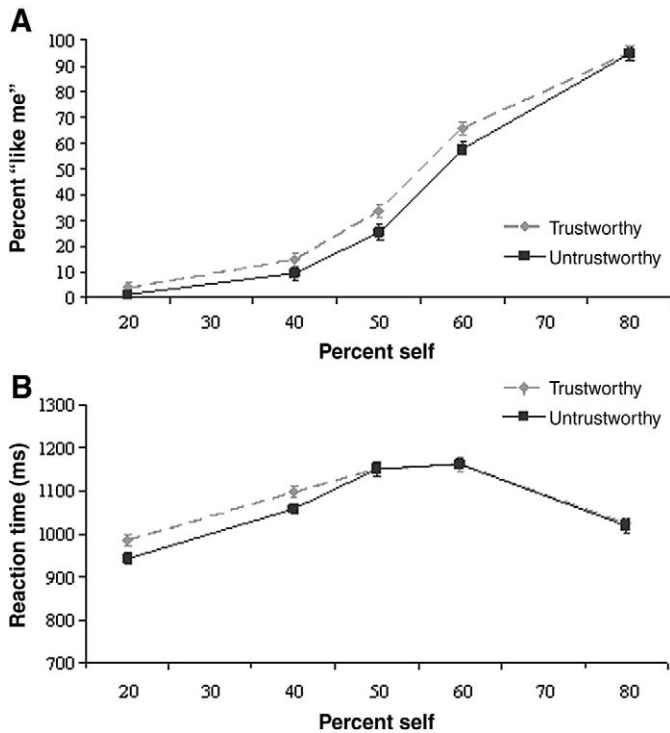 A
Percent “like me”
100
90
80
70
60
50
40
30
20
10
0
Trustworthy
Untrustworthy
20 30 40 50 60 70 80
Percent self
B
Reaction time (ms)
Trustworthy
Untrustworthy
1300
1200
1100
1000
900
800
700
20 30 40 50 60 70 80
Percent self